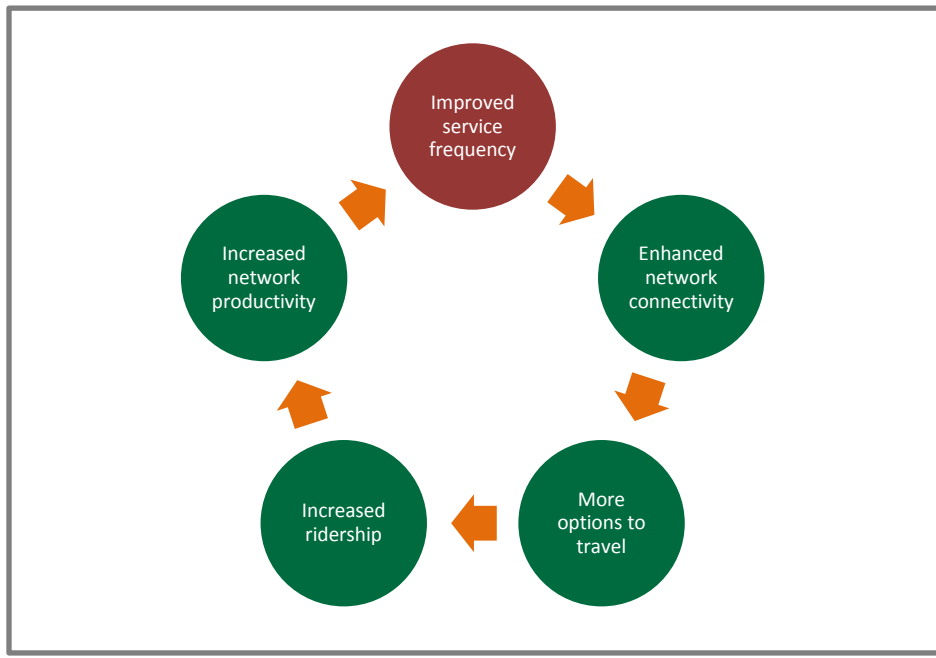 Improved
service
frequency
Enhanced
network
connectivity
More
options to
travel
Increased
ridership
Increased
network
productivity